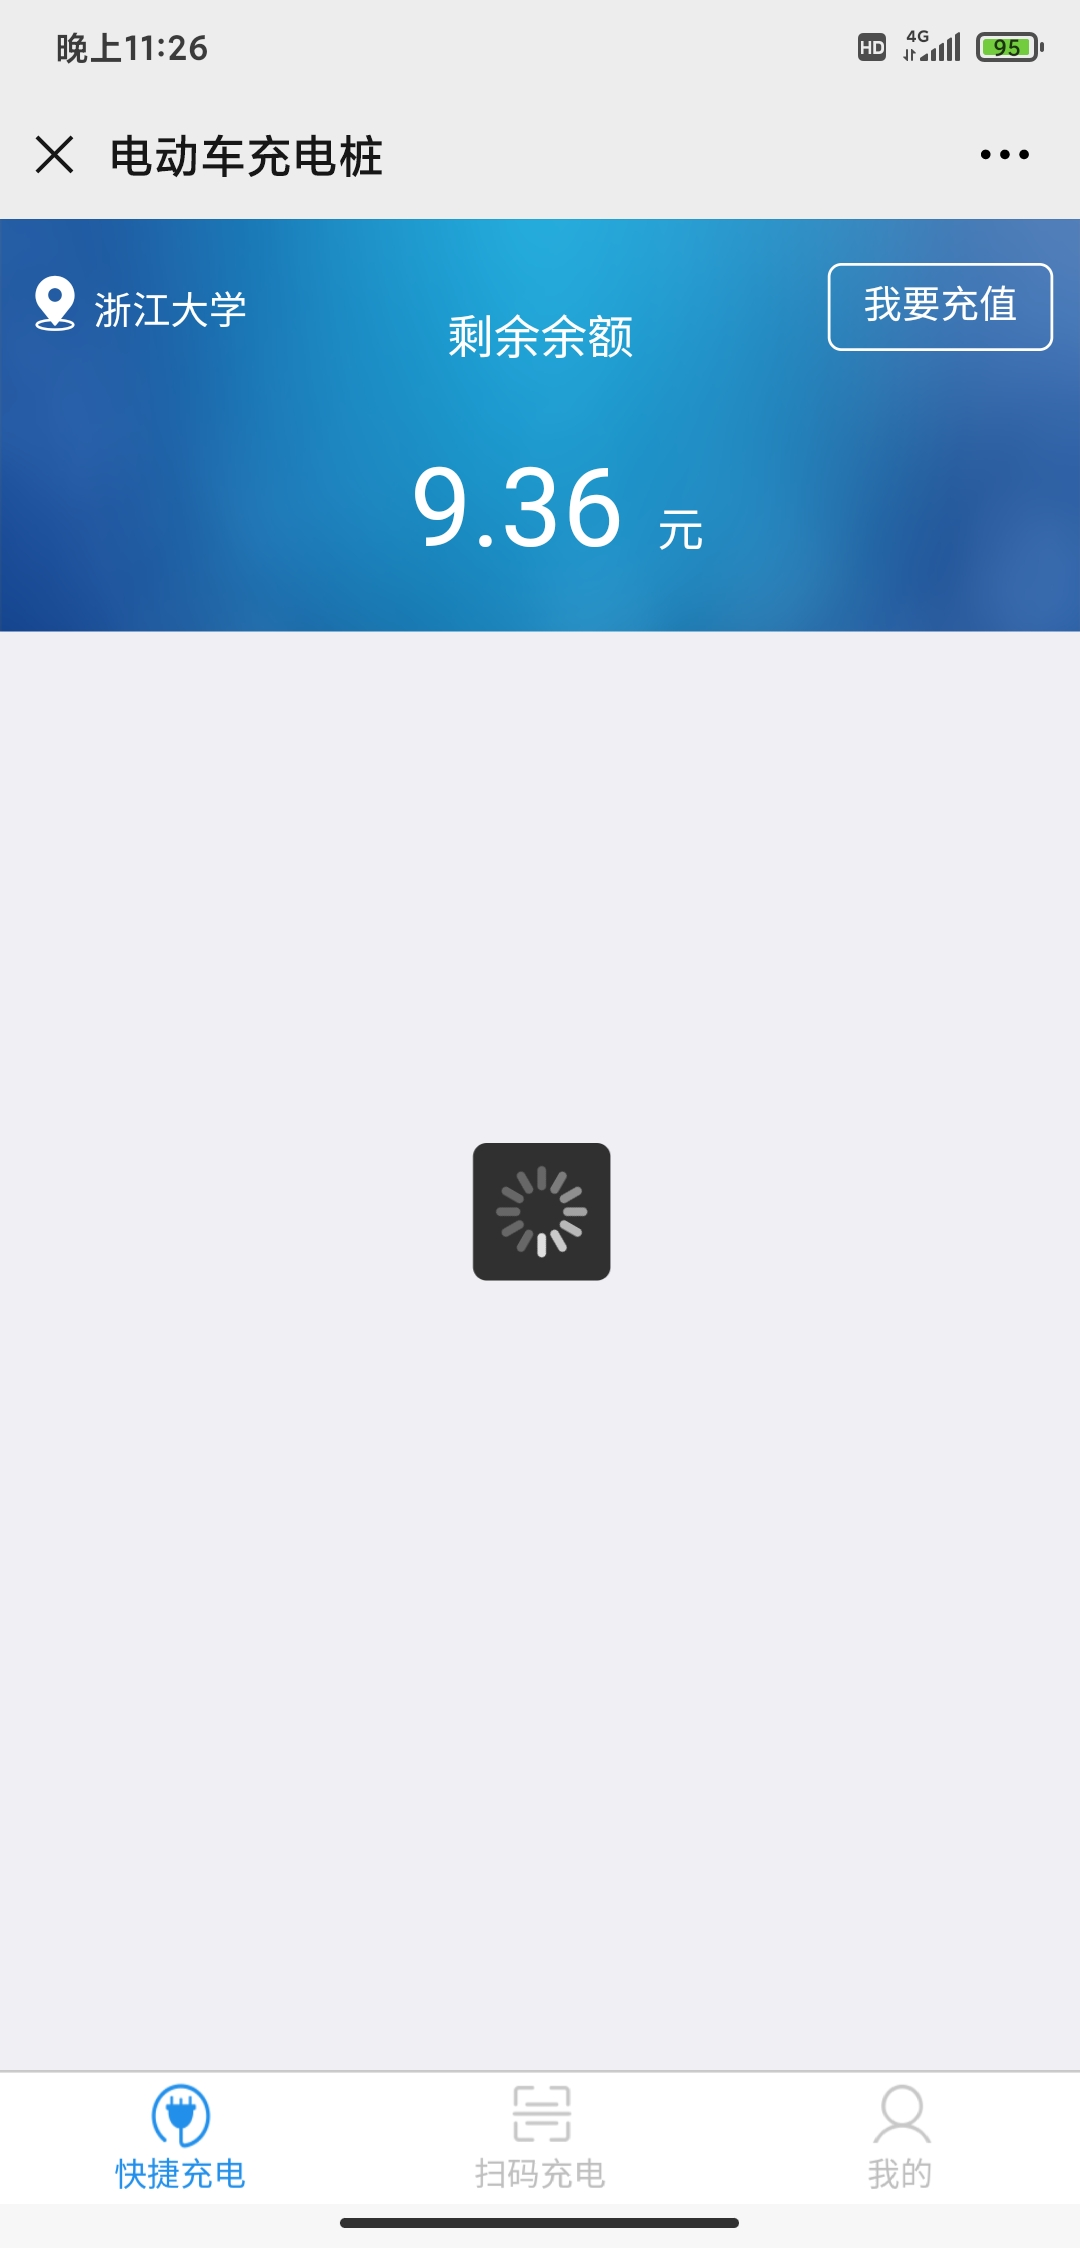 晚上11:26
HD 4G 95
电动车充电桩
浙江大学
我要充值
剩余余额
9.36 元
快捷充电
扫码充电
我的